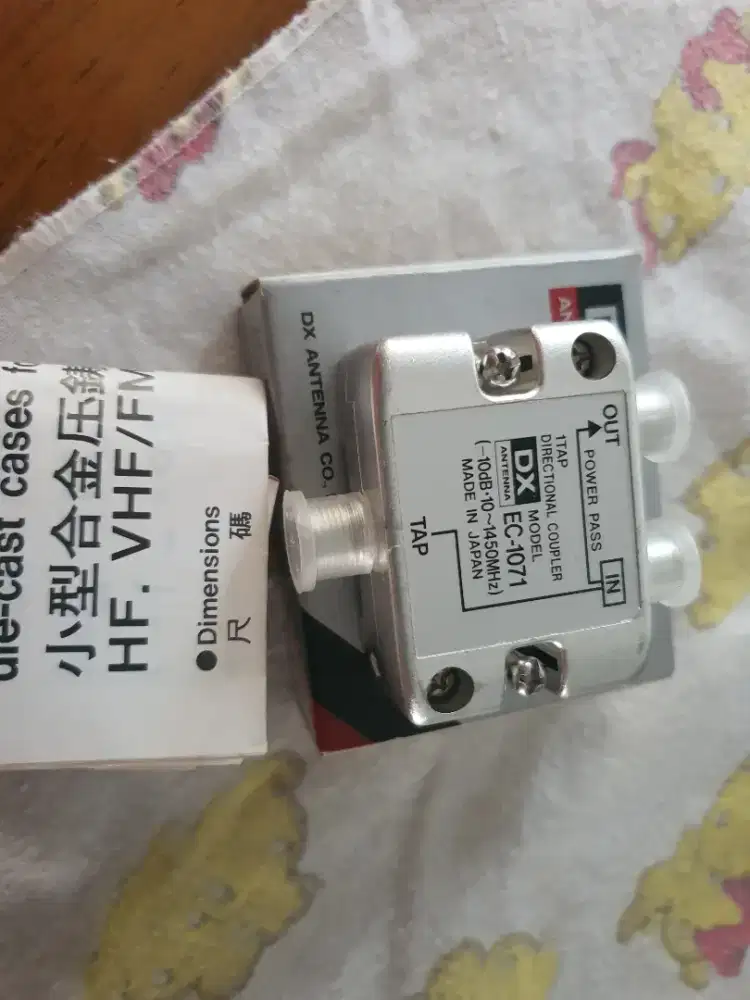 die-cast cases
小型合金压鑄
HF. VHF/FM
●Dimensions
尺 碼
DX ANTENNA CO.,
OUT
POWER PASS
IN
1TAP
DIRECTIONAL COUPLER
DX
ANTENNA
MODEL
EC-1071
(−10dB·10~1450MHz)
MADE IN JAPAN
TAP